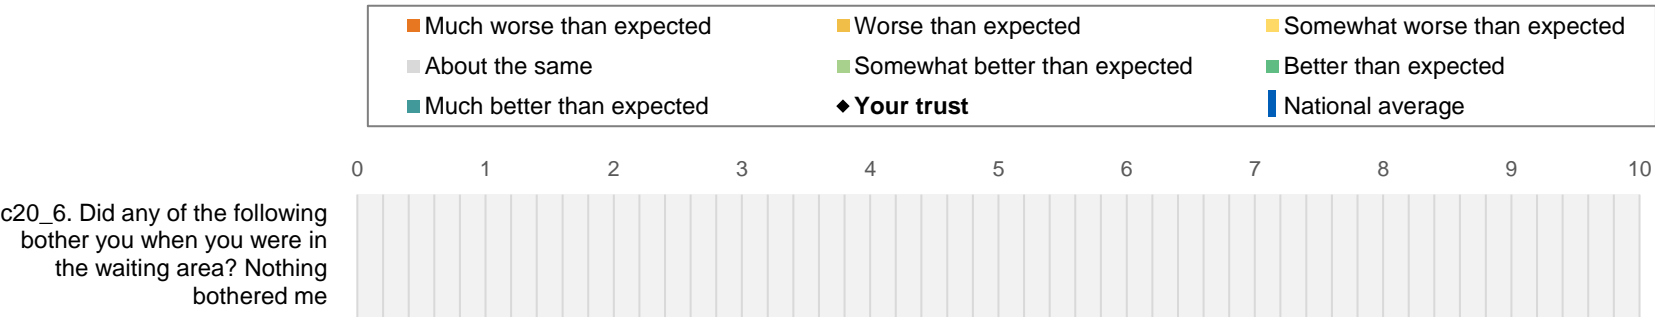 Much worse than expected Worse than expected Somewhat worse than expected
About the same Somewhat better than expected Better than expected
Much better than expected Your trust National average
0 1 2 3 4 5 6 7 8 9 10
c20_6. Did any of the following
bother you when you were in
the waiting area? Nothing
bothered me